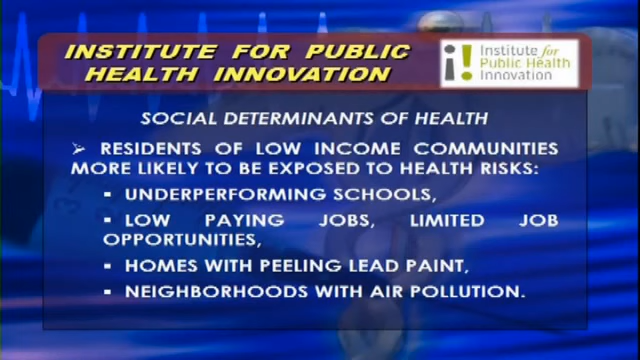 INSTITUTE FOR PUBLIC
HEALTH INNOVATION
i!
Institute for
Public Health
Innovation
SOCIAL DETERMINANTS OF HEALTH
➢ RESIDENTS OF LOW INCOME COMMUNITIES
MORE LIKELY TO BE EXPOSED TO HEALTH RISKS:
▪ UNDERPERFORMING SCHOOLS,
▪ LOW PAYING JOBS, LIMITED JOB
OPPORTUNITIES,
▪ HOMES WITH PEELING LEAD PAINT,
▪ NEIGHBORHOODS WITH AIR POLLUTION.